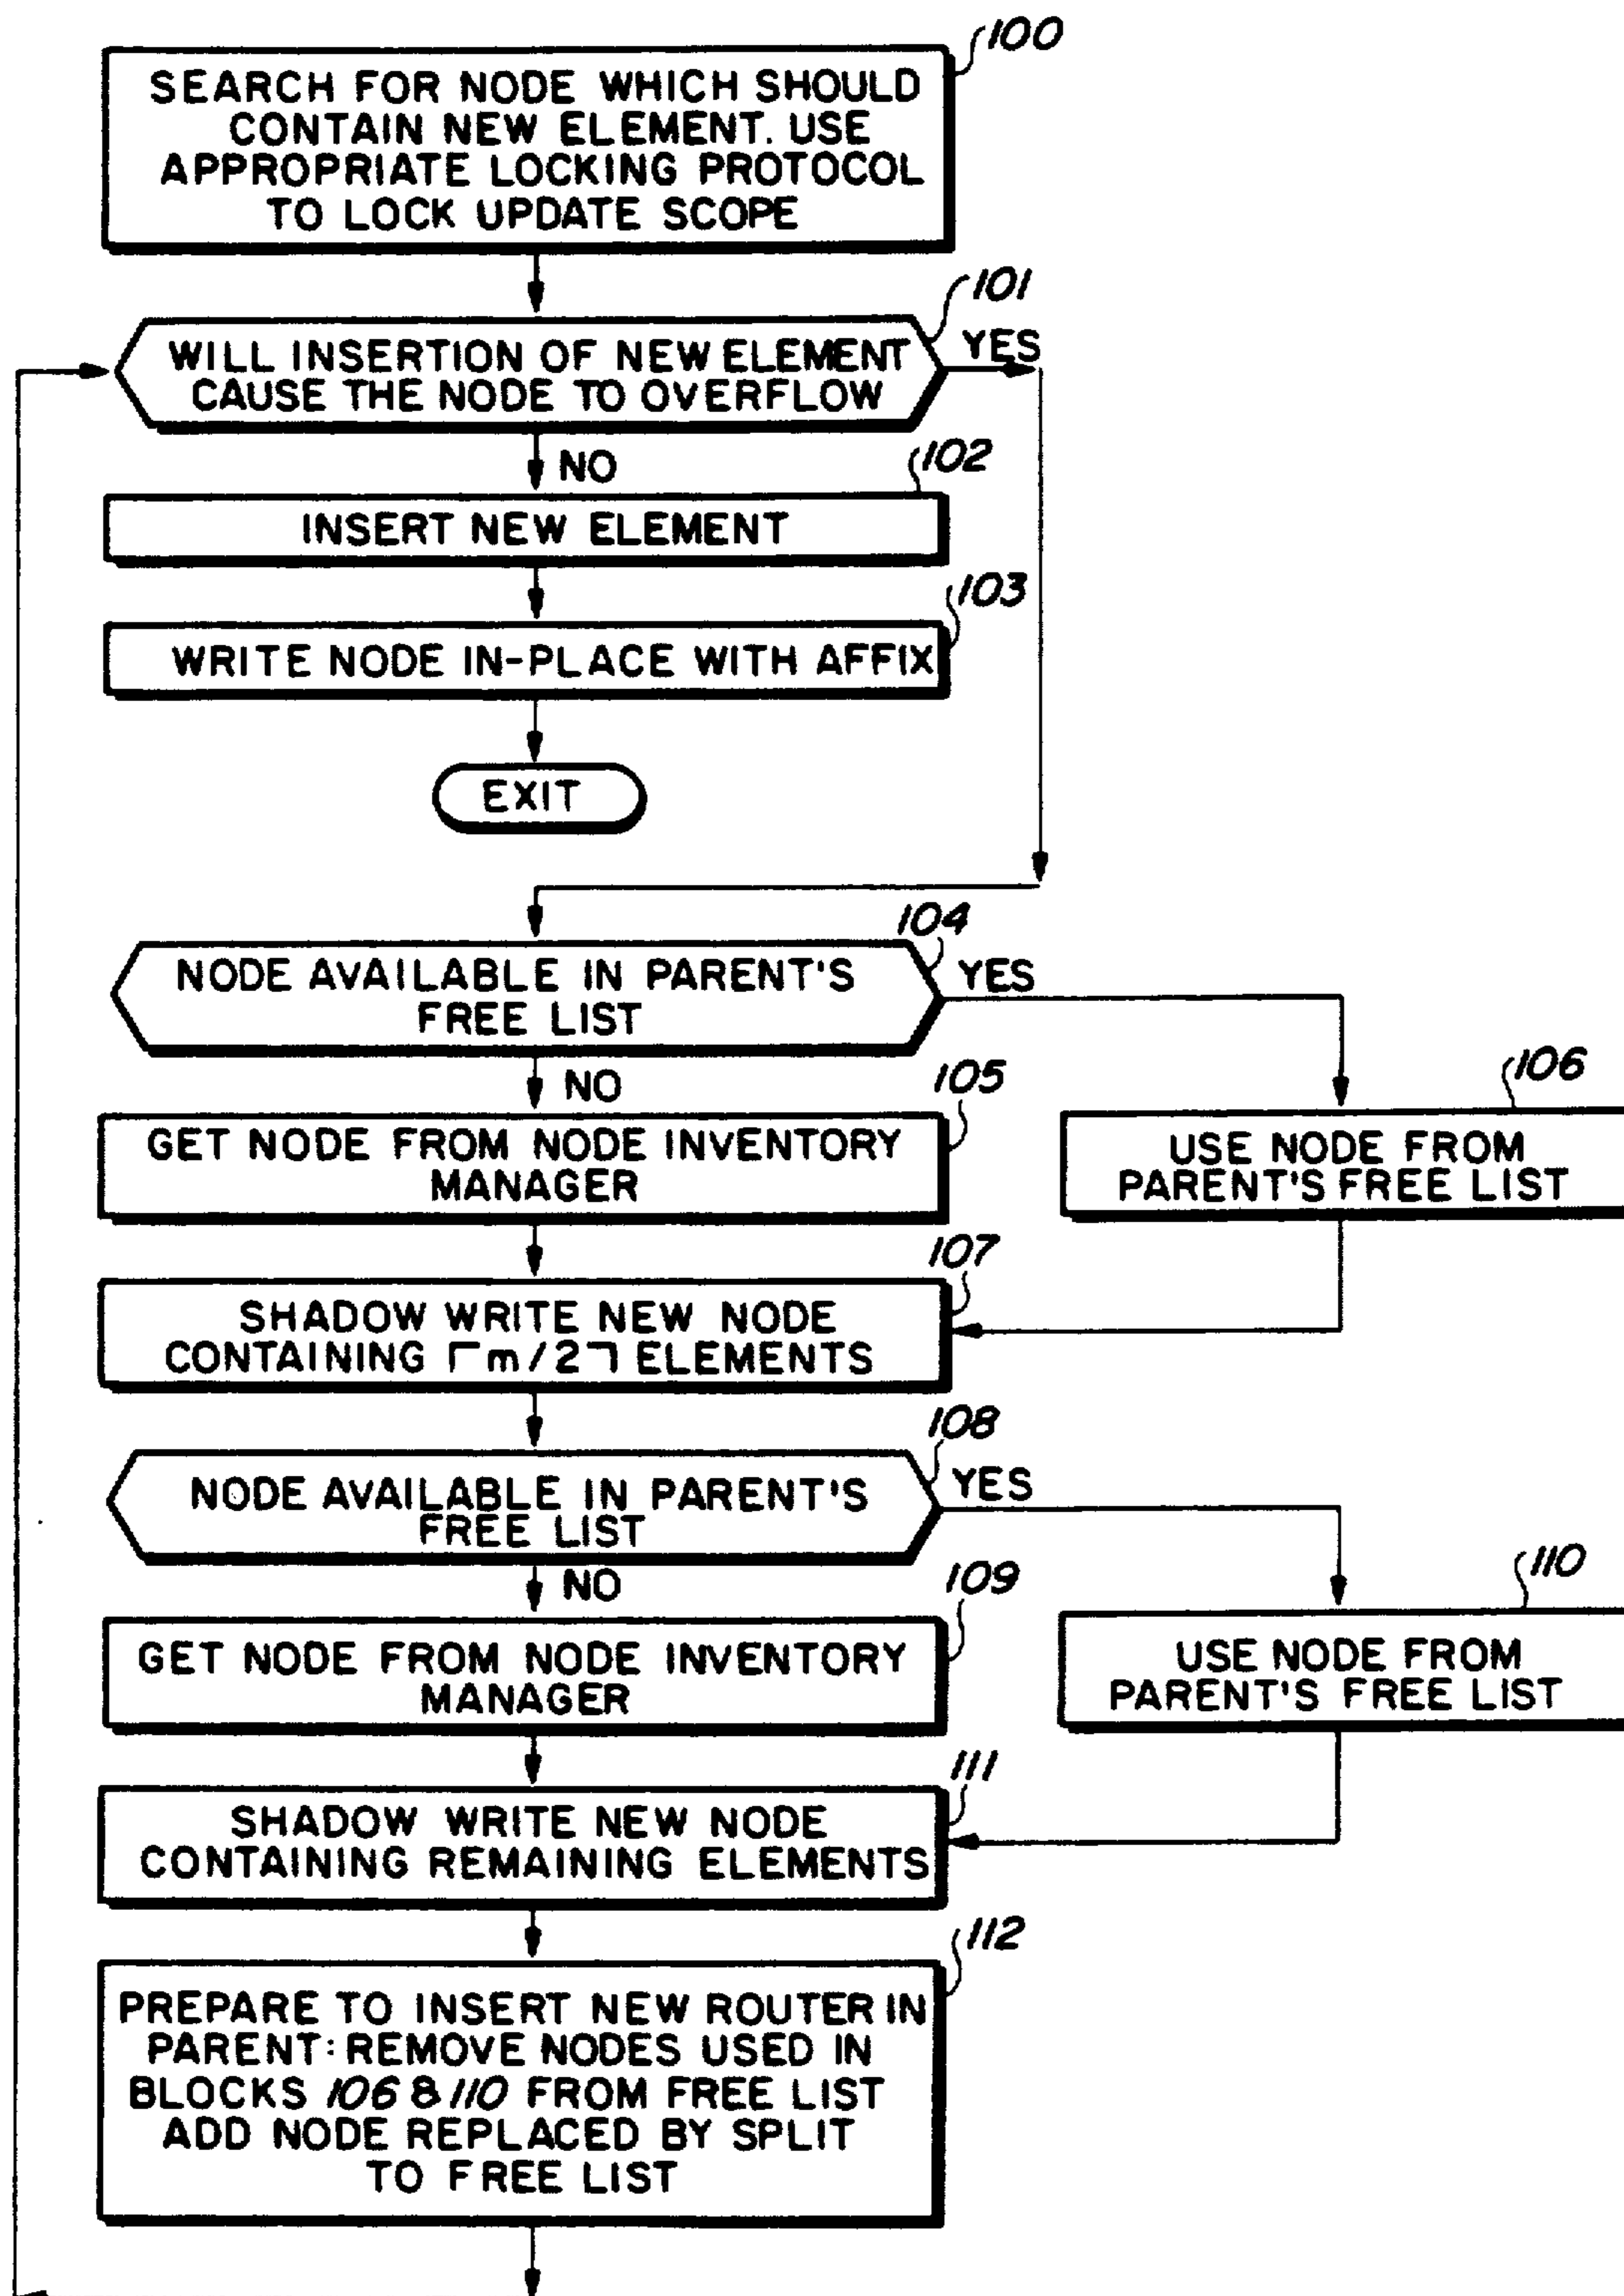 100
SEARCH FOR NODE WHICH SHOULD
CONTAIN NEW ELEMENT. USE
APPROPRIATE LOCKING PROTOCOL
TO LOCK UPDATE SCOPE
101
WILL INSERTION OF NEW ELEMENT
CAUSE THE NODE TO OVERFLOW
YES
NO
102
INSERT NEW ELEMENT
103
WRITE NODE IN-PLACE WITH AFFIX
EXIT
104
NODE AVAILABLE IN PARENT'S
FREE LIST
YES
NO
105
GET NODE FROM NODE INVENTORY
MANAGER
106
USE NODE FROM
PARENT'S FREE LIST
107
SHADOW WRITE NEW NODE
CONTAINING ⌈m/2⌉ ELEMENTS
108
NODE AVAILABLE IN PARENT'S
FREE LIST
YES
NO
109
GET NODE FROM NODE INVENTORY
MANAGER
110
USE NODE FROM
PARENT'S FREE LIST
111
SHADOW WRITE NEW NODE
CONTAINING REMAINING ELEMENTS
112
PREPARE TO INSERT NEW ROUTER IN
PARENT: REMOVE NODES USED IN
BLOCKS 106 & 110 FROM FREE LIST
ADD NODE REPLACED BY SPLIT
TO FREE LIST